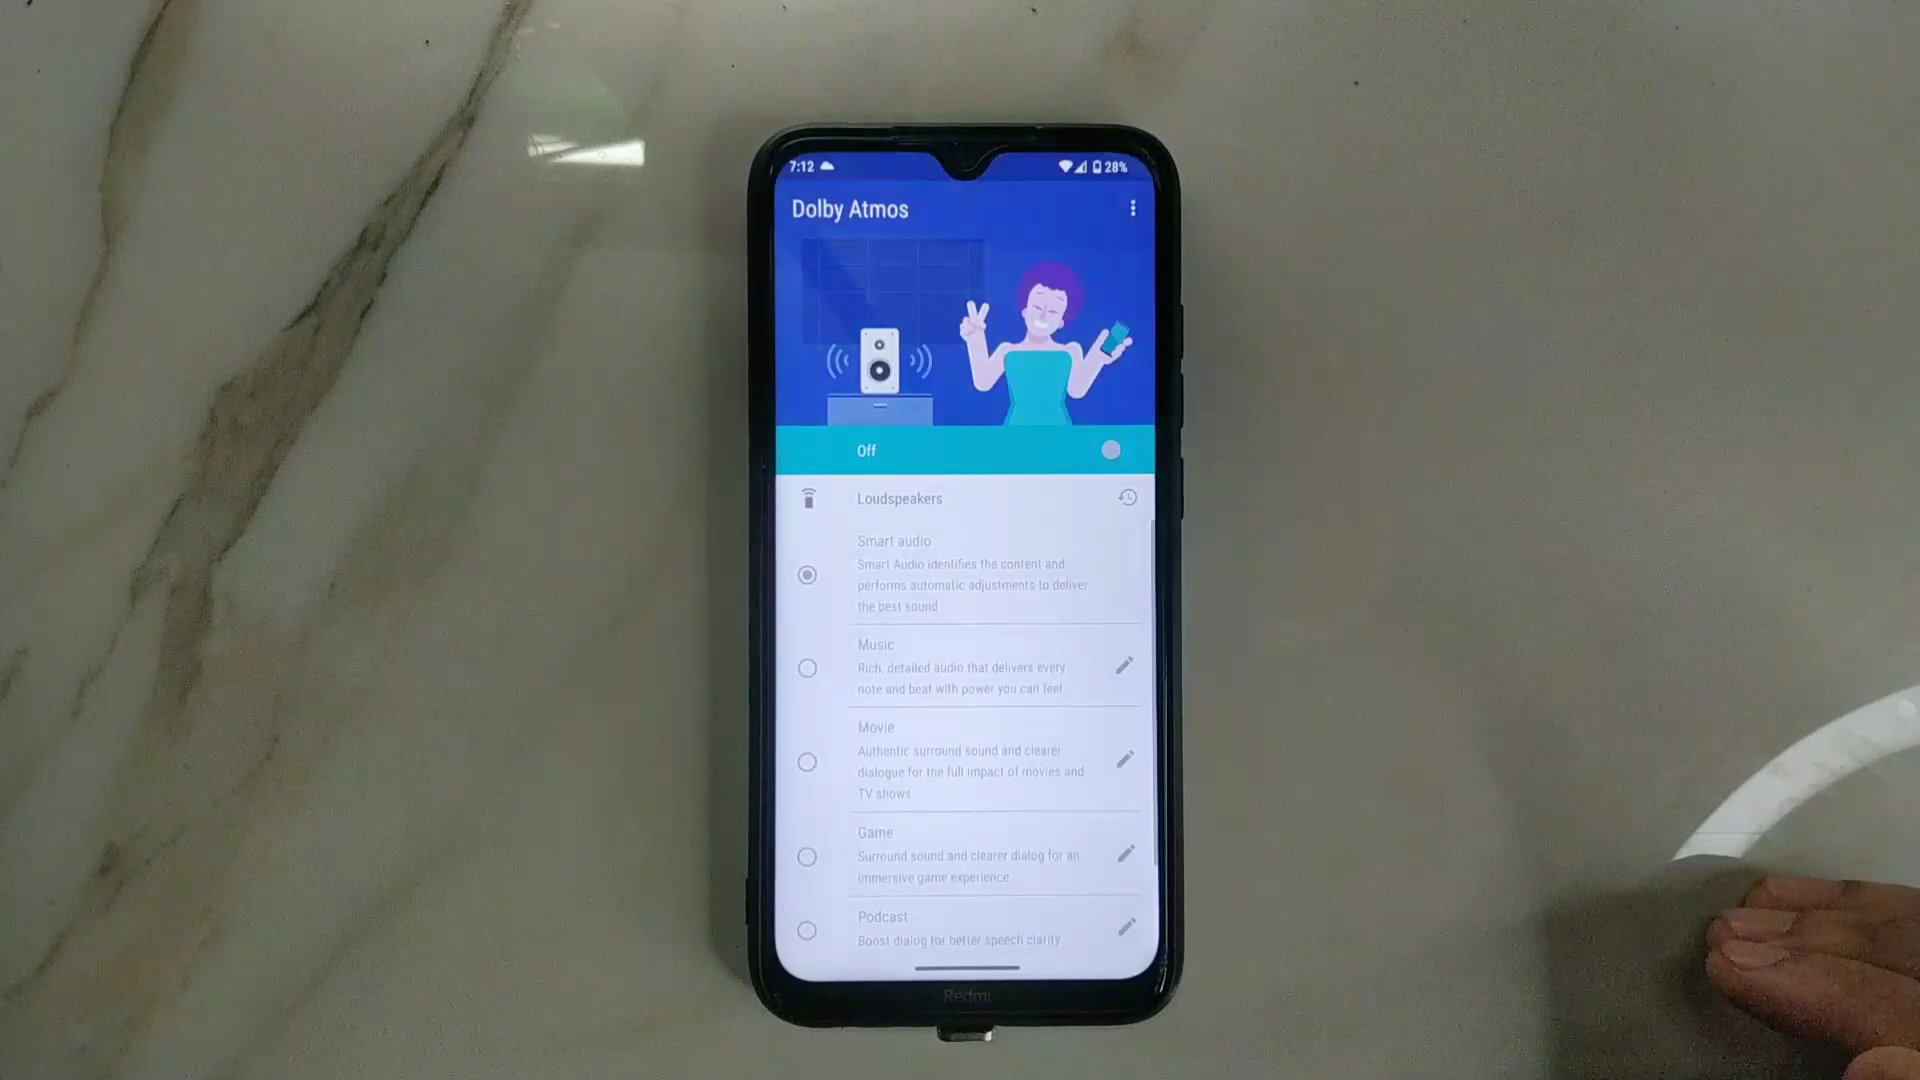 7:12 28%
Dolby Atmos
Off
Loudspeakers
Smart audio
Smart Audio identifies the content and
performs automatic adjustments to deliver
the best sound
Music
Rich, detailed audio that delivers every
note and beat with power you can feel
Movie
Authentic surround sound and clearer
dialogue for the full impact of movies and
TV shows
Game
Surround sound and clearer dialog for an
immersive game experience
Podcast
Boost dialog for better speech clarity
Redmi